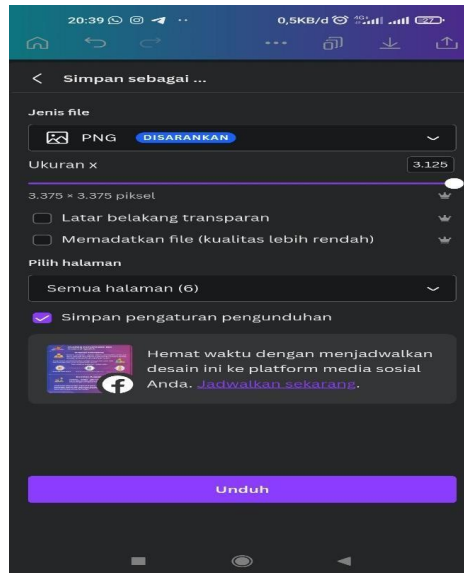 20:39
0,5KB/d 4G+ 27
Simpan sebagai ...
Jenis file
PNG DISARANKAN
Ukuran x 3.125
3.375 × 3.375 piksel
Latar belakang transparan
Memadatkan file (kualitas lebih rendah)
Pilih halaman
Semua halaman (6)
Simpan pengaturan pengunduhan
Hemat waktu dengan menjadwalkan
desain ini ke platform media sosial
Anda. Jadwalkan sekarang.
Unduh